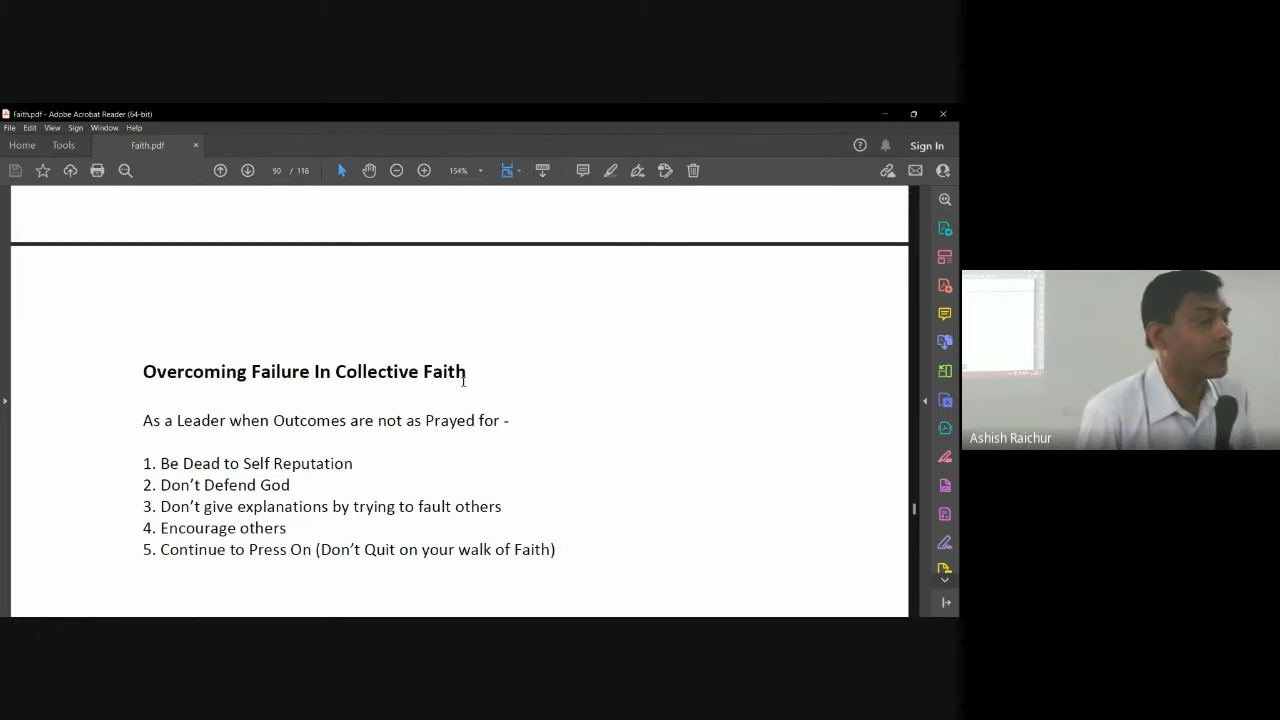 Faith.pdf - Adobe Acrobat Reader (64-bit)
File Edit View Sign Window Help
Home Tools Faith.pdf × Sign In
90 / 116 154%
Overcoming Failure In Collective Faith
As a Leader when Outcomes are not as Prayed for -
1. Be Dead to Self Reputation
2. Don’t Defend God
3. Don’t give explanations by trying to fault others
4. Encourage others
5. Continue to Press On (Don’t Quit on your walk of Faith)
Ashish Raichur